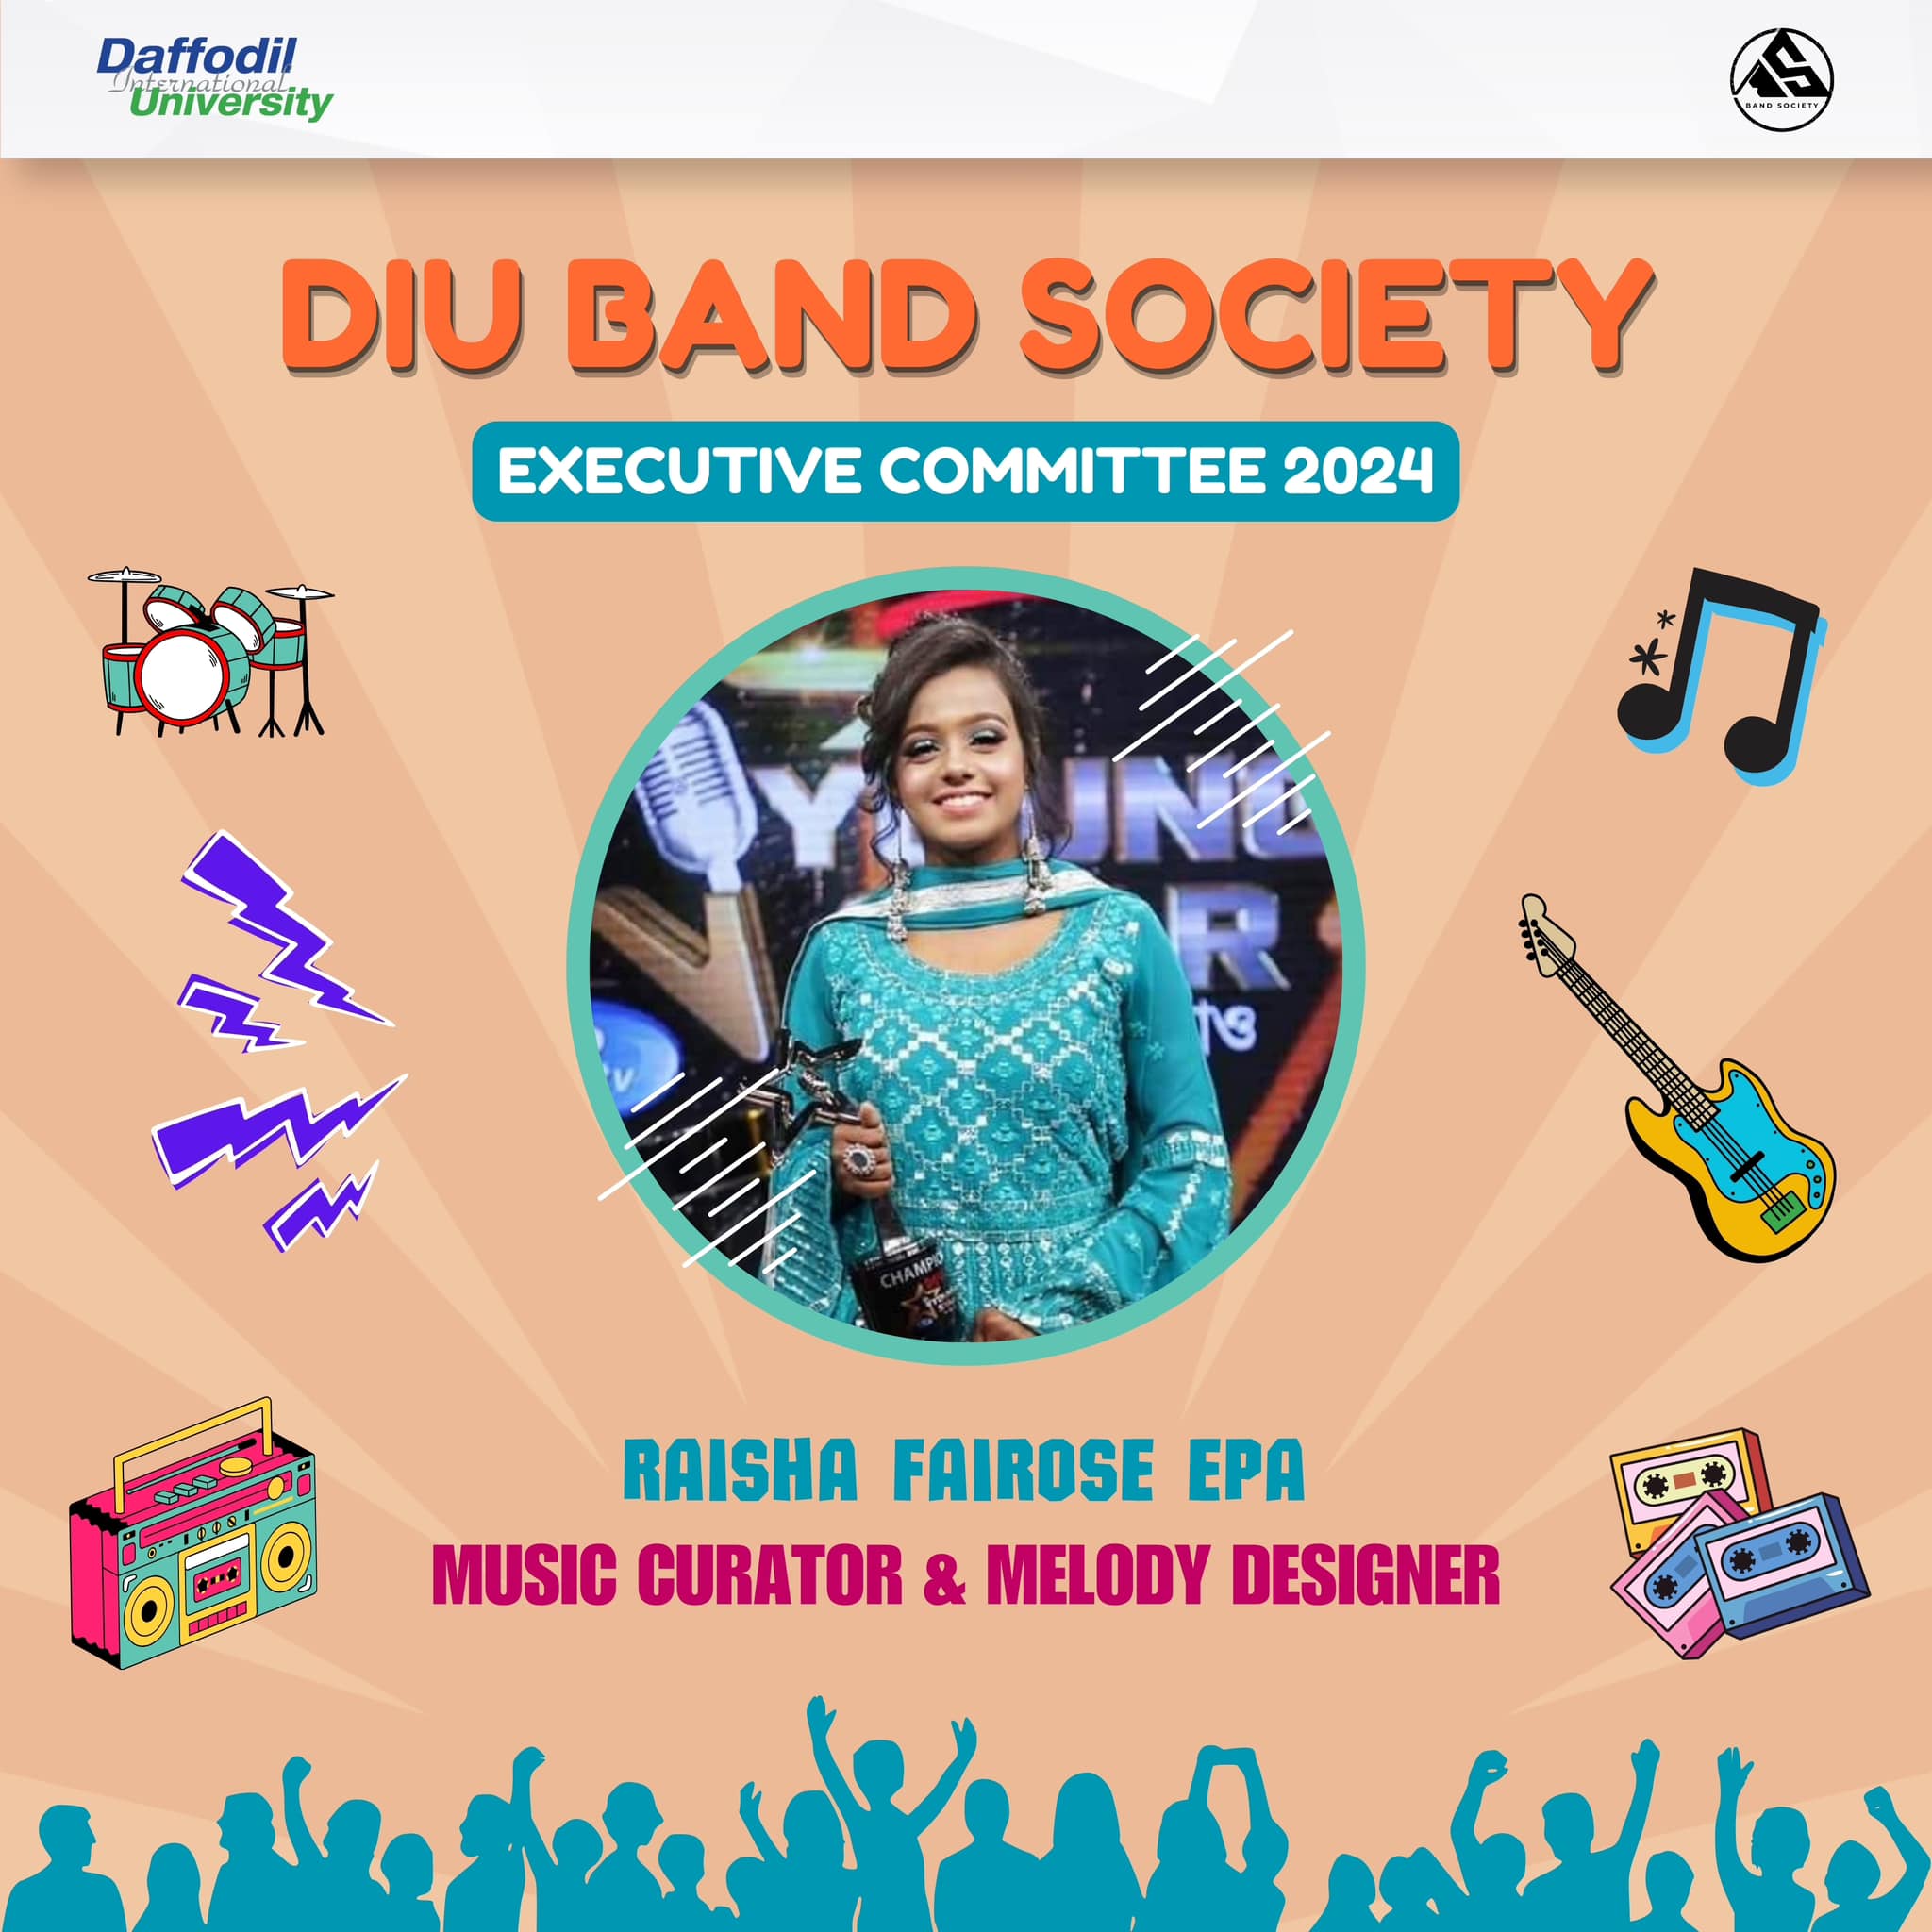 Daffodil
International
University
BAND SOCIETY
DIU BAND SOCIETY
EXECUTIVE COMMITTEE 2024
RAISHA FAIROSE EPA
MUSIC CURATOR & MELODY DESIGNER